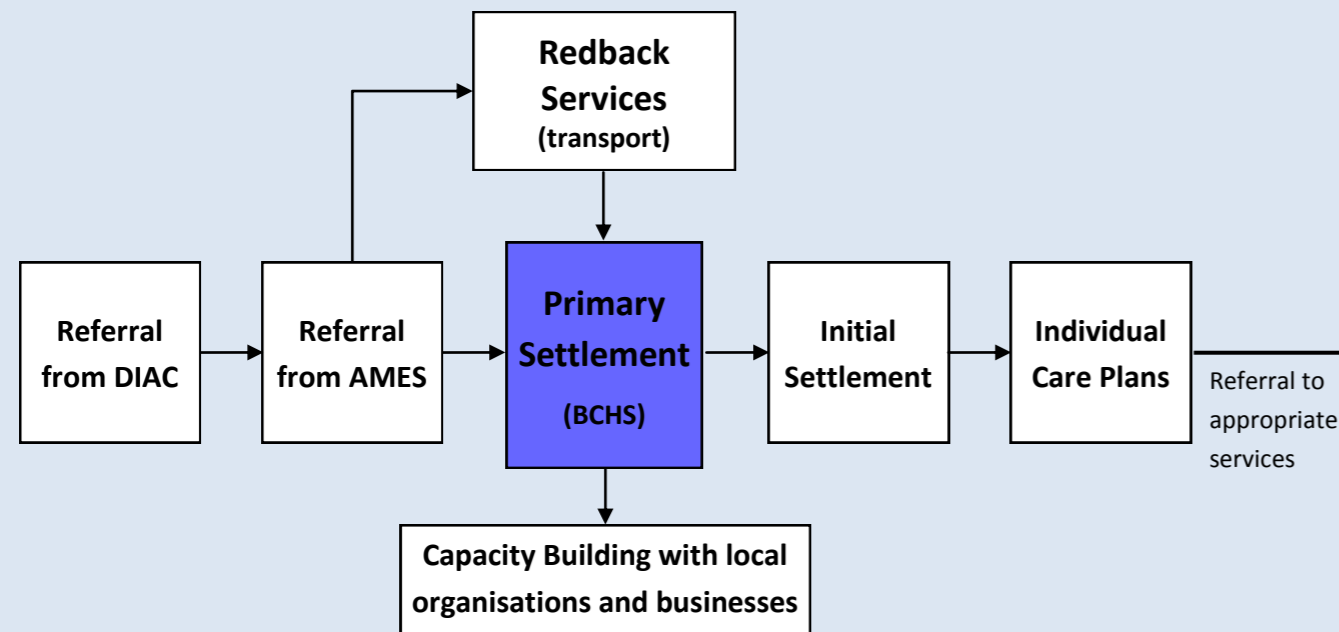 Redback
Services
(transport)
Referral
from DIAC
Referral
from AMES
Primary
Settlement
(BCHS)
Initial
Settlement
Individual
Care Plans
Referral to
appropriate
services
Capacity Building with local
organisations and businesses